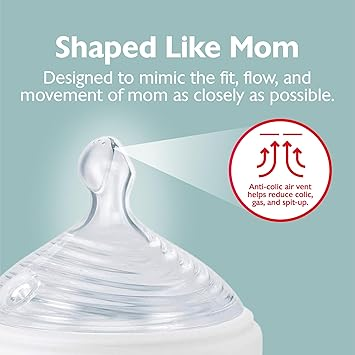 Shaped Like Mom
Designed to mimic the fit, flow, and
movement of mom as closely as possible.
Anti-colic air vent
helps reduce colic,
gas, and spit-up.